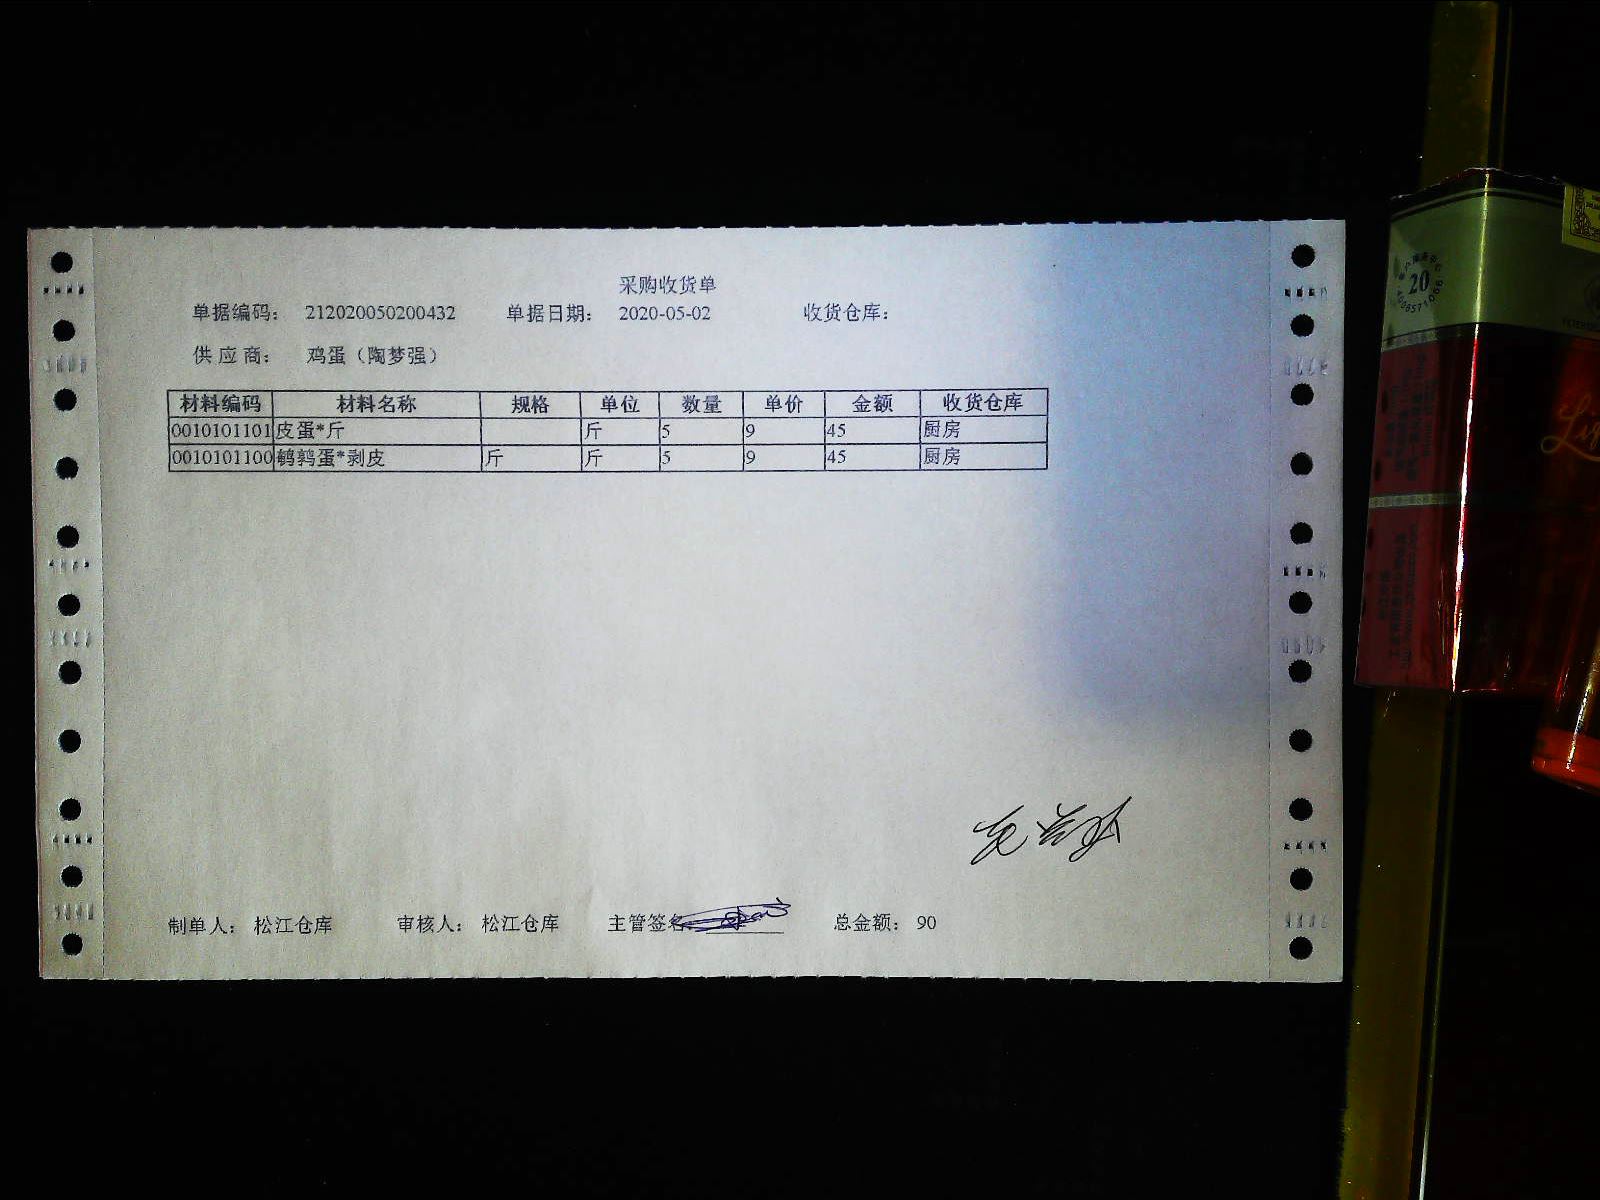 采购收货单
单据编码： 212020050200432 单据日期： 2020-05-02 收货仓库：
供应商： 鸡蛋（陶梦强）
材料编码 材料名称 规格 单位 数量 单价 金额 收货仓库
0010101101 皮蛋*斤 斤 5 9 45 厨房
0010101100 鹌鹑蛋*剥皮 斤 斤 5 9 45 厨房
制单人： 松江仓库 审核人： 松江仓库 主管签名: 总金额： 90
20